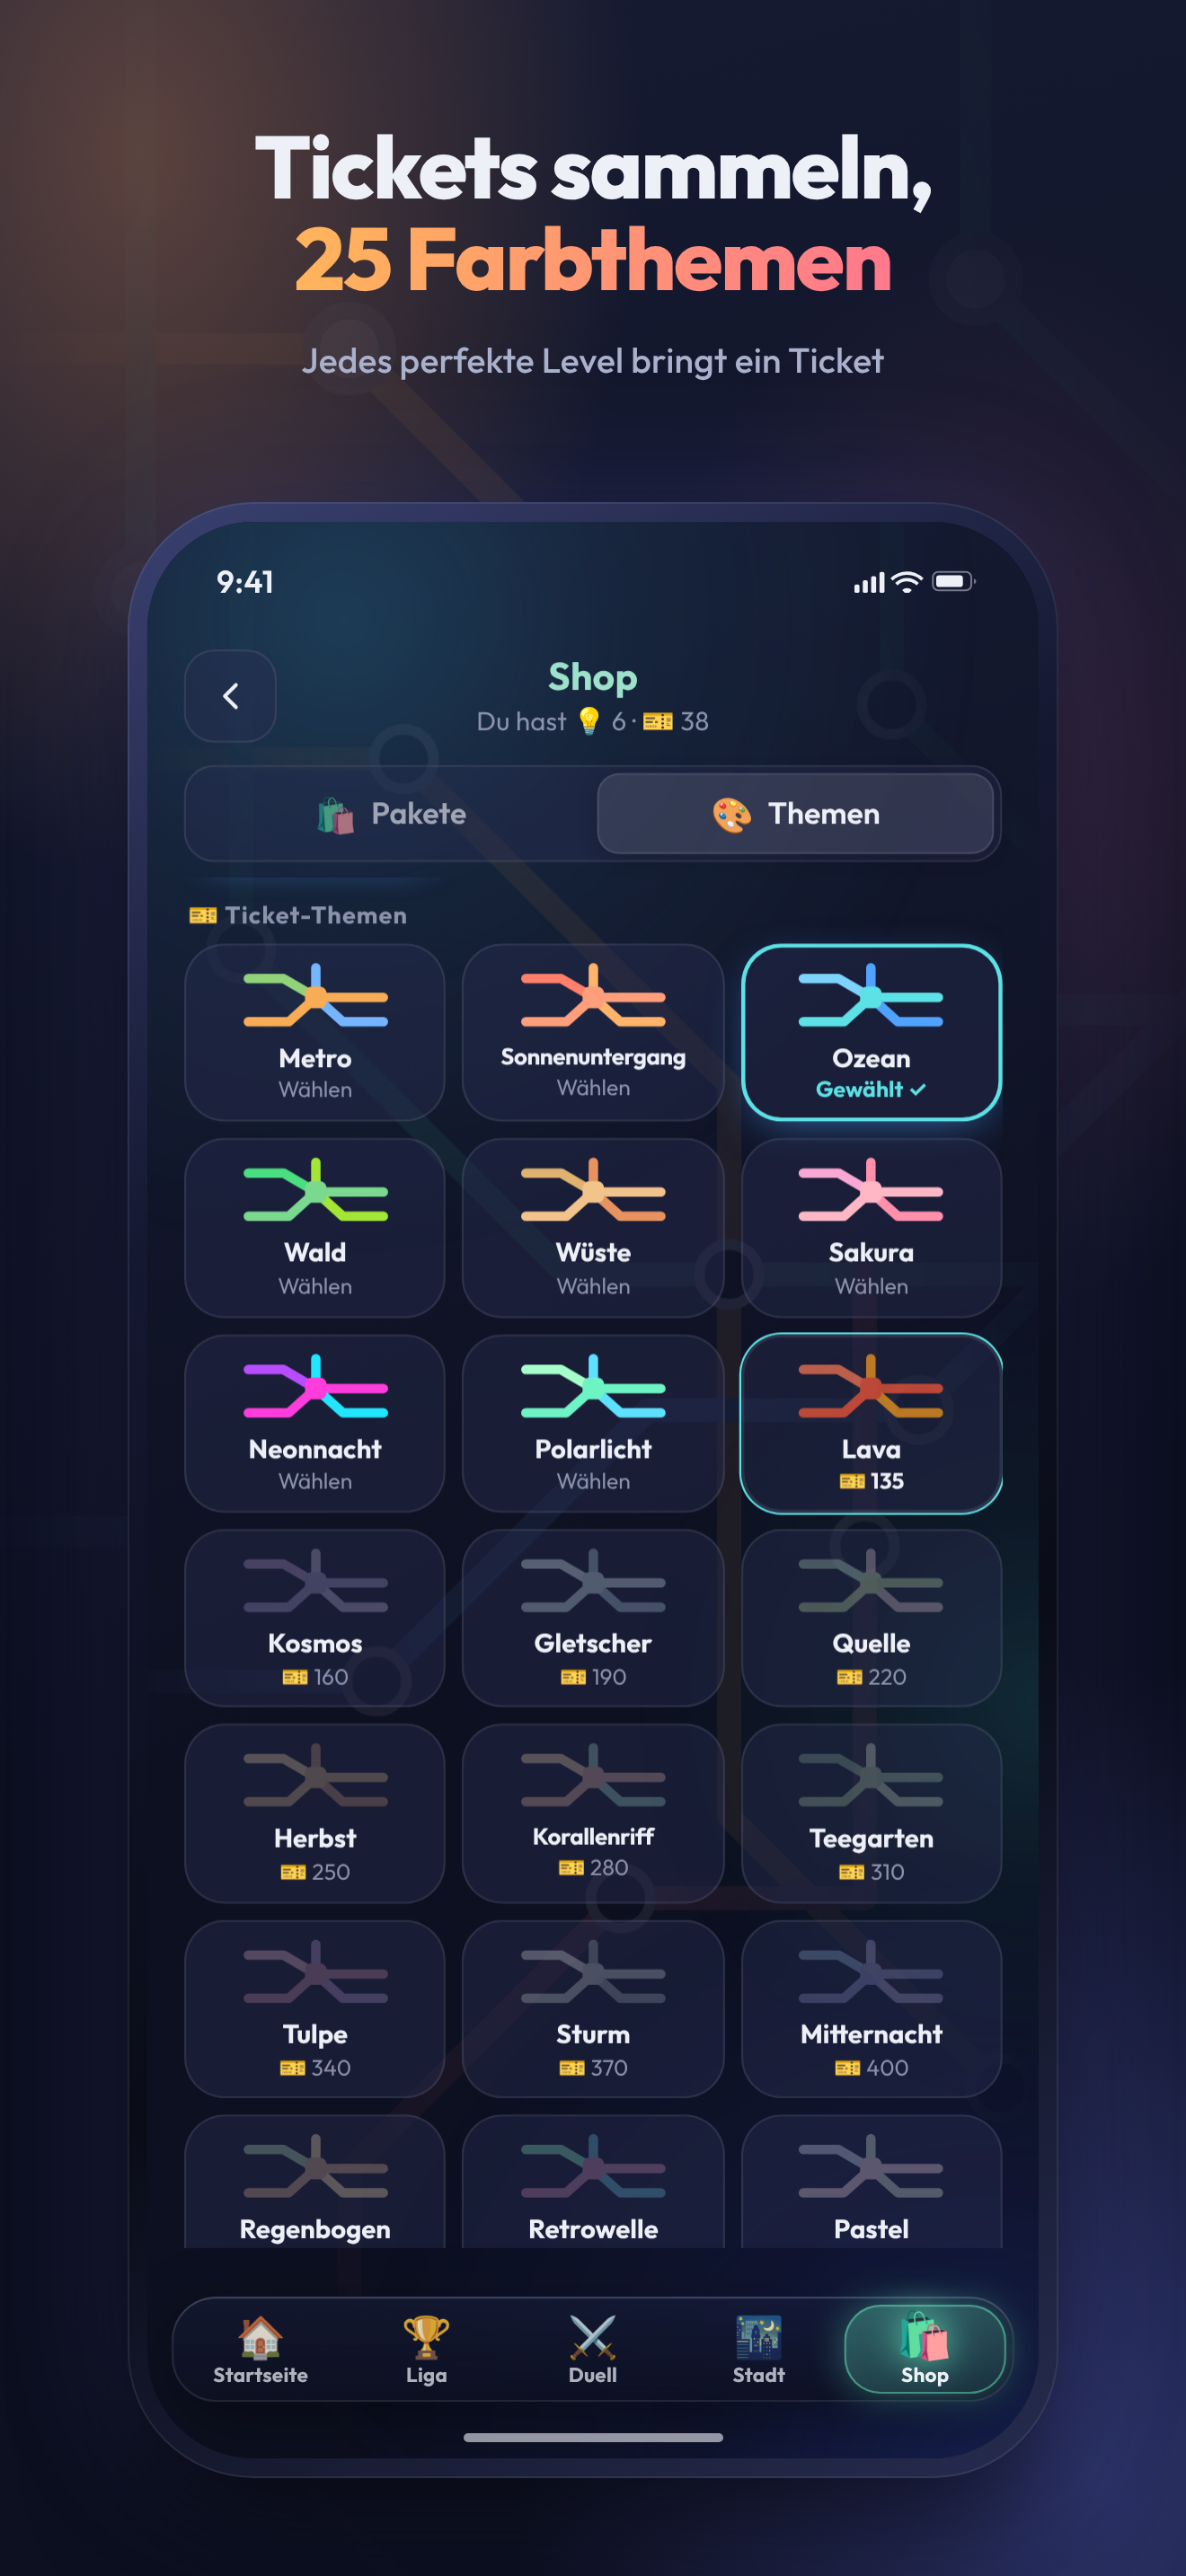 Tickets sammeln,
25 Farbthemen
Jedes perfekte Level bringt ein Ticket
9:41
Shop
Du hast 💡 6 · 🎫 38
🛍️ Pakete
🎨 Themen
🎫 Ticket-Themen
Metro
Wählen
Sonnenuntergang
Wählen
Ozean
Gewählt ✓
Wald
Wählen
Wüste
Wählen
Sakura
Wählen
Neonnacht
Wählen
Polarlicht
Wählen
Lava
🎫 135
Kosmos
🎫 160
Gletscher
🎫 190
Quelle
🎫 220
Herbst
🎫 250
Korallenriff
🎫 280
Teegarten
🎫 310
Tulpe
🎫 340
Sturm
🎫 370
Mitternacht
🎫 400
Regenbogen
Retrowelle
Pastel
Startseite
Liga
Duell
Stadt
Shop